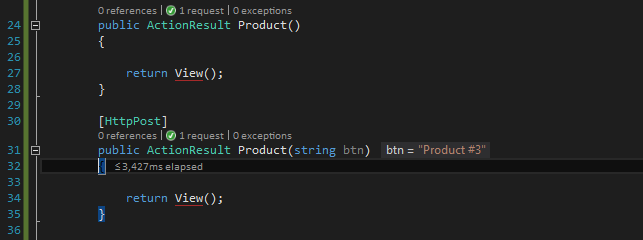 0 references | 1 request | 0 exceptions
24 public ActionResult Product()
25 {
26
27 return View();
28 }
29
30 [HttpPost]
0 references | 1 request | 0 exceptions
31 public ActionResult Product(string btn) btn = "Product #3"
32 { ≤3,427ms elapsed
33
34 return View();
35 }
36